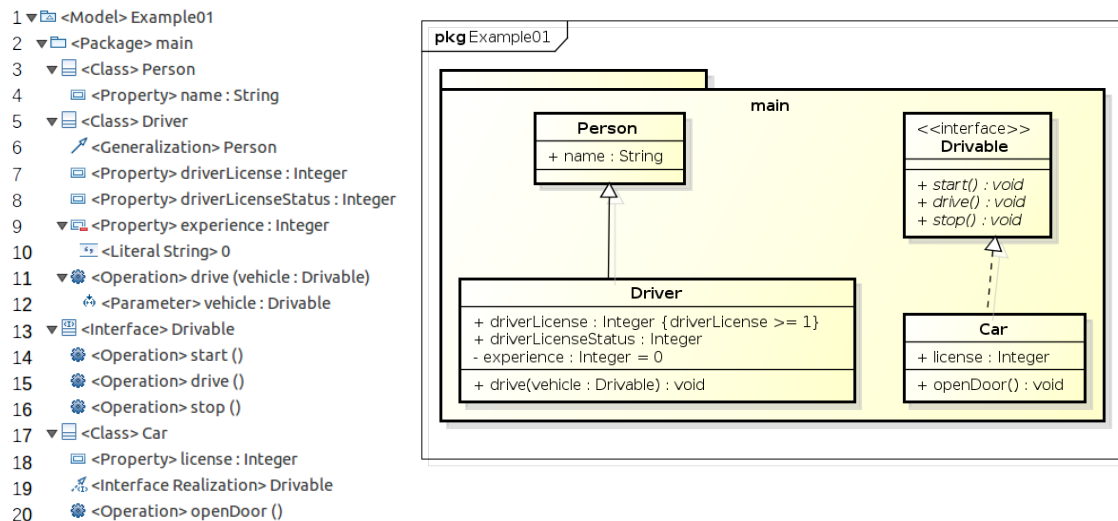 1 <Model> Example01
2 <Package> main
3 <Class> Person
4 <Property> name : String
5 <Class> Driver
6 <Generalization> Person
7 <Property> driverLicense : Integer
8 <Property> driverLicenseStatus : Integer
9 <Property> experience : Integer
10 <Literal String> 0
11 <Operation> drive (vehicle : Drivable)
12 <Parameter> vehicle : Drivable
13 <Interface> Drivable
14 <Operation> start ()
15 <Operation> drive ()
16 <Operation> stop ()
17 <Class> Car
18 <Property> license : Integer
19 <Interface Realization> Drivable
20 <Operation> openDoor ()
pkg Example01
main
Person
+ name : String
<<interface>>
Drivable
+ start() : void
+ drive() : void
+ stop() : void
Driver
+ driverLicense : Integer {driverLicense >= 1}
+ driverLicenseStatus : Integer
- experience : Integer = 0
+ drive(vehicle : Drivable) : void
Car
+ license : Integer
+ openDoor() : void